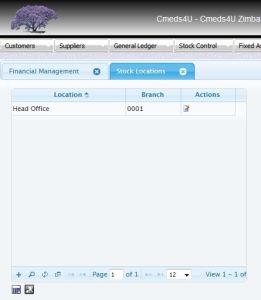 Cmeds4U - Cmeds4U Zimba
Customers Suppliers General Ledger Stock Control Fixed As
Financial Management Stock Locations
Location Branch Actions
Head Office 0001
Page 1 of 1 12 View 1 - 1 of